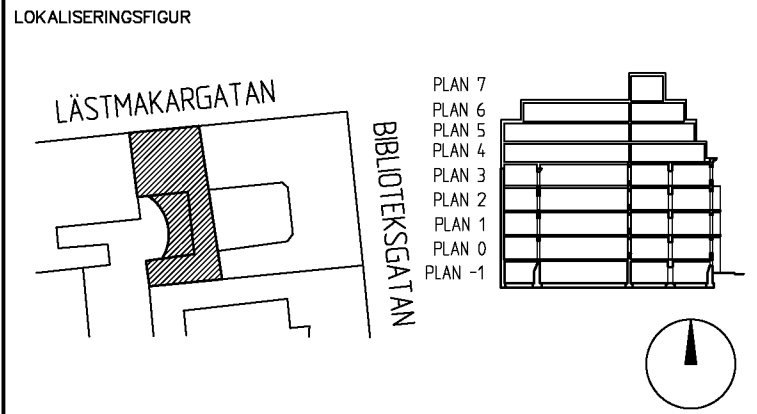 LOKALISERINGSFIGUR
LÄSTMAKARGATAN
BIBLIOTEKSGATAN
PLAN 7
PLAN 6
PLAN 5
PLAN 4
PLAN 3
PLAN 2
PLAN 1
PLAN 0
PLAN -1